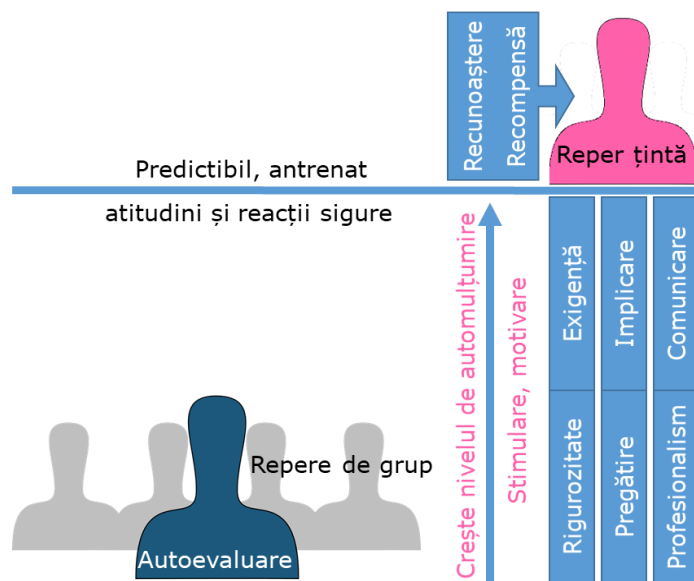 Recunoaștere
Recompensă
Reper țintă
Predictibil, antrenat
atitudini și reacții sigure
Crește nivelul de automulțumire
Stimulare, motivare
Exigență
Implicare
Comunicare
Rigurozitate
Pregătire
Profesionalism
Repere de grup
Autoevaluare